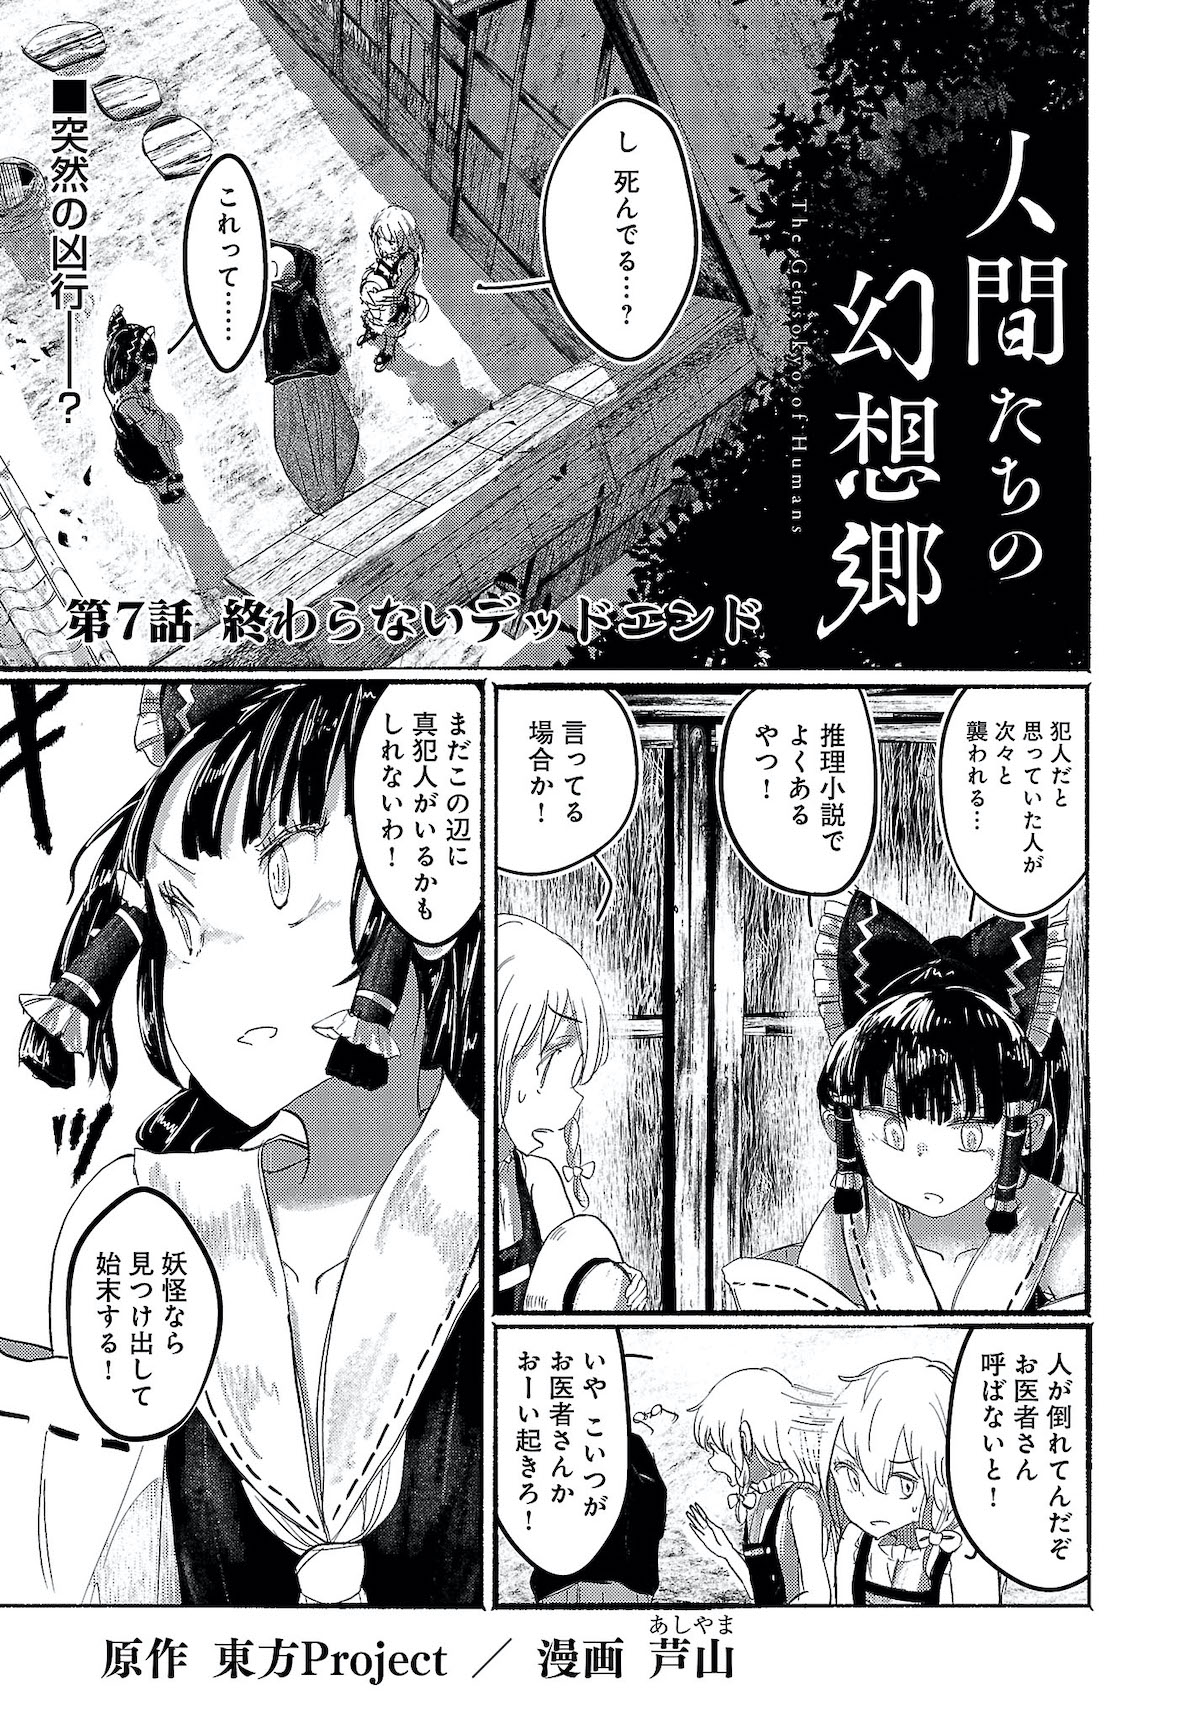 人間たちの
幻想郷
The Gensokyo of Humans
し 死んでる…?
これって……
■突然の凶行――?
第7話 終わらないデッドエンド
犯人だと
思っていた人が
次々と
襲われる…
推理小説で
よくある
やつ!
言ってる
場合か!
人が倒れてんだぞ
お医者さん
呼ばないと!
いや こいつが
お医者さんか
おーい起きろ!
まだこの辺に
真犯人がいるかも
しれないわ!
キッ
妖怪なら
見つけ出して
始末する!
原作 東方Project / 漫画 芦山
あしやま